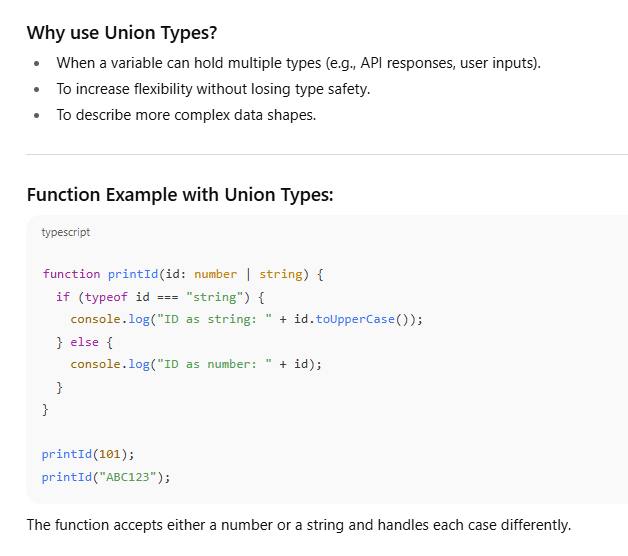 Why use Union Types?
• When a variable can hold multiple types (e.g., API responses, user inputs).
• To increase flexibility without losing type safety.
• To describe more complex data shapes.
Function Example with Union Types:
typescript
function printId(id: number | string) {
  if (typeof id === "string") {
    console.log("ID as string: " + id.toUpperCase());
  } else {
    console.log("ID as number: " + id);
  }
}
printId(101);
printId("ABC123");
The function accepts either a number or a string and handles each case differently.